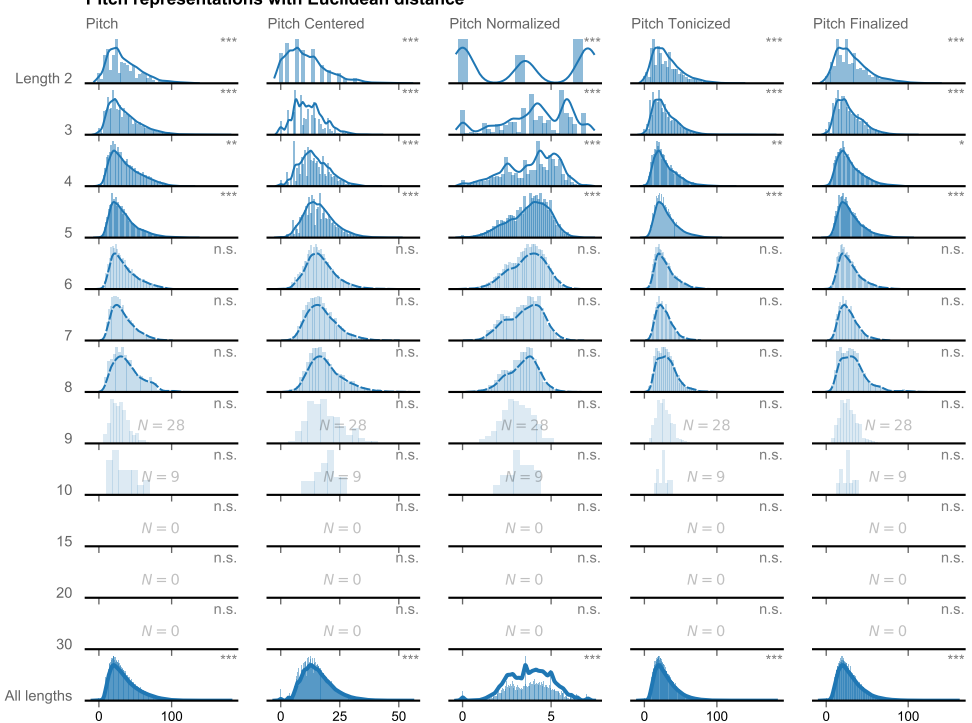 Pitch representations with Euclidean distance
Pitch Pitch Centered Pitch Normalized Pitch Tonicized Pitch Finalized
Length 2 *** *** *** *** ***
3 *** *** *** *** ***
4 ** *** *** ** *
5 *** *** *** *** ***
6 n.s. n.s. n.s. n.s. n.s.
7 n.s. n.s. n.s. n.s. n.s.
8 n.s. n.s. n.s. n.s. n.s.
9 N = 28 n.s. N = 28 n.s. N = 28 n.s. N = 28 n.s. N = 28 n.s.
10 N = 9 n.s. N = 9 n.s. N = 9 n.s. N = 9 n.s. N = 9 n.s.
15 N = 0 n.s. N = 0 n.s. N = 0 n.s. N = 0 n.s. N = 0 n.s.
20 N = 0 n.s. N = 0 n.s. N = 0 n.s. N = 0 n.s. N = 0 n.s.
30 N = 0 n.s. N = 0 n.s. N = 0 n.s. N = 0 n.s. N = 0 n.s.
All lengths *** *** *** *** ***
0 100 0 25 50 0 5 0 100 0 100